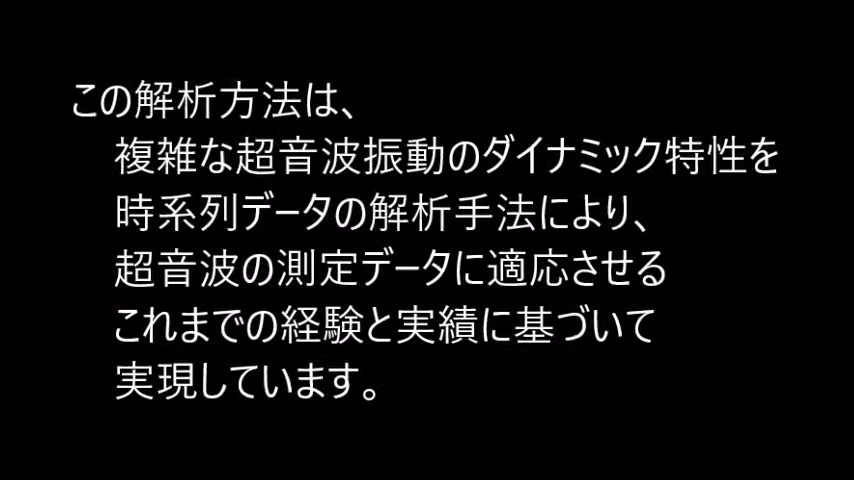 この解析方法は、
複雑な超音波振動のダイナミック特性を
時系列データの解析手法により、
超音波の測定データに適応させる
これまでの経験と実績に基づいて
実現しています。